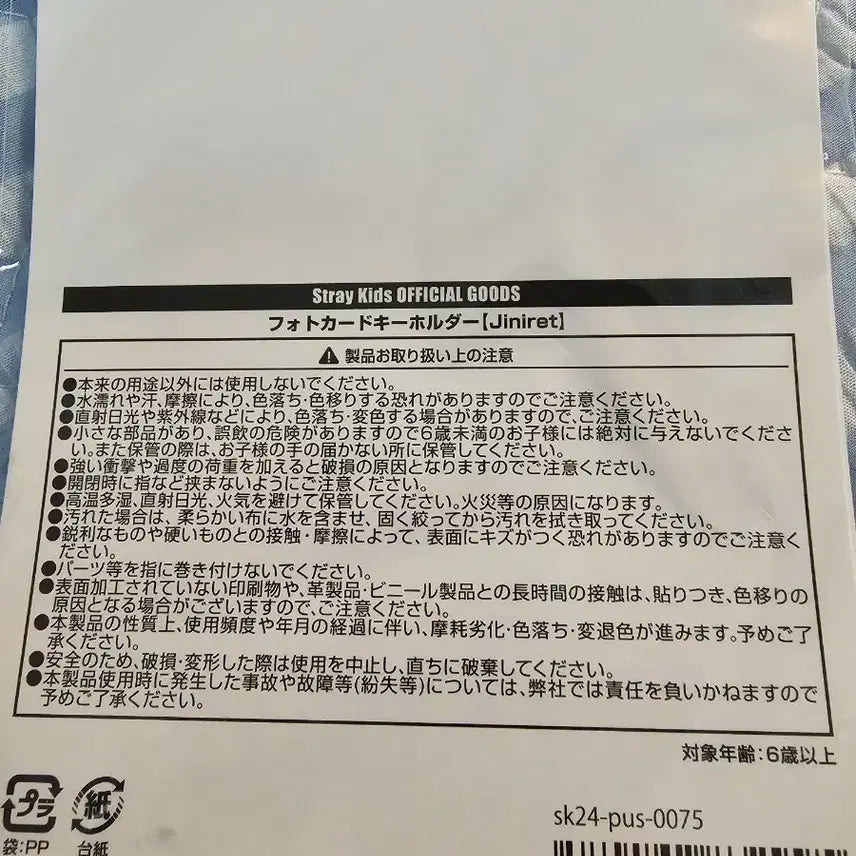 Stray Kids OFFICIAL GOODS
フォトカードキーホルダー【Jiniret】
製品お取り扱い上の注意
●本来の用途以外には使用しないでください。
●水濡れや汗、摩擦により、色落ち・色移りする恐れがありますのでご注意ください。
●直射日光や紫外線などにより、色落ち・変色する場合がありますので、ご注意ください。
●小さな部品があり、誤飲の危険がありますので6歳未満のお子様には絶対に与えないでくださ
い。また保管の際は、お子様の手の届かない所に保管してください。
●強い衝撃や過度の荷重を加えると破損の原因となりますのでご注意ください。
●開閉時に指など挟まないようにご注意ください。
●高温多湿、直射日光、火気を避けて保管してください。火災等の原因になります。
●汚れた場合は、柔らかい布に水を含ませ、固く絞ってから汚れを拭き取ってください。
●鋭利なものや硬いものとの接触・摩擦によって、表面にキズがつく恐れがありますのでご注意く
ださい。
●パーツ等を指に巻き付けないでください。
●表面加工されていない印刷物や、革製品・ビニール製品との長時間の接触は、貼りつき、色移りの
原因となる場合がございますので、ご注意ください。
●本製品の性質上、使用頻度や年月の経過に伴い、摩耗劣化・色落ち・変退色が進みます。予めご了
承ください。
●安全のため、破損・変形した際は使用を中止し、直ちに破棄してください。
●本製品使用時に発生した事故や故障等(紛失等)については、弊社では責任を負いかねますので
予めご了承ください。
対象年齢:6歳以上
プラ 紙
袋:PP 台紙
sk24-pus-0075